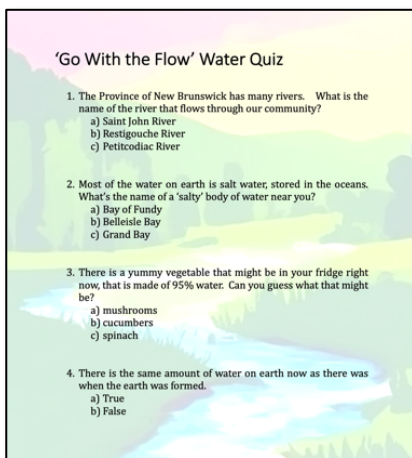 ‘Go With the Flow’ Water Quiz
1. The Province of New Brunswick has many rivers. What is the
name of the river that flows through our community?
a) Saint John River
b) Restigouche River
c) Petitcodiac River
2. Most of the water on earth is salt water, stored in the oceans.
What’s the name of a ‘salty’ body of water near you?
a) Bay of Fundy
b) Belleisle Bay
c) Grand Bay
3. There is a yummy vegetable that might be in your fridge right
now, that is made of 95% water. Can you guess what that might
be?
a) mushrooms
b) cucumbers
c) spinach
4. There is the same amount of water on earth now as there was
when the earth was formed.
a) True
b) False